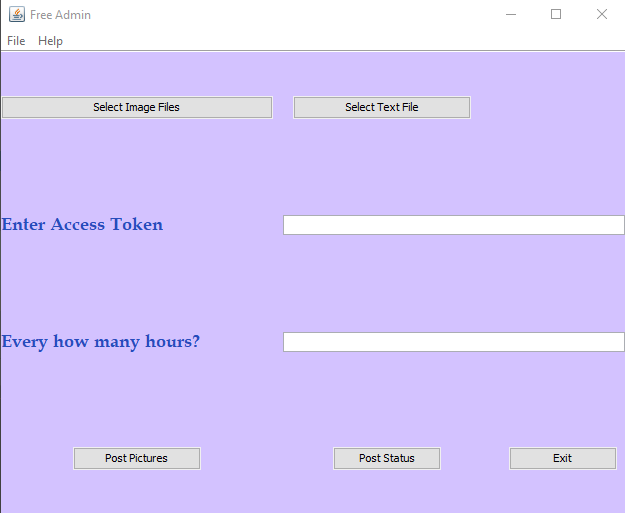 Free Admin
File Help
Select Image Files Select Text File
Enter Access Token
Every how many hours?
Post Pictures Post Status Exit